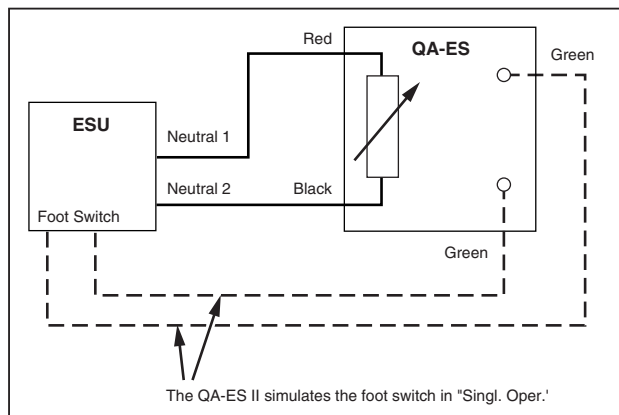 Red
QA-ES
Green
ESU
Neutral 1
Neutral 2
Black
Foot Switch
Green
The QA-ES II simulates the foot switch in "Singl. Oper.'